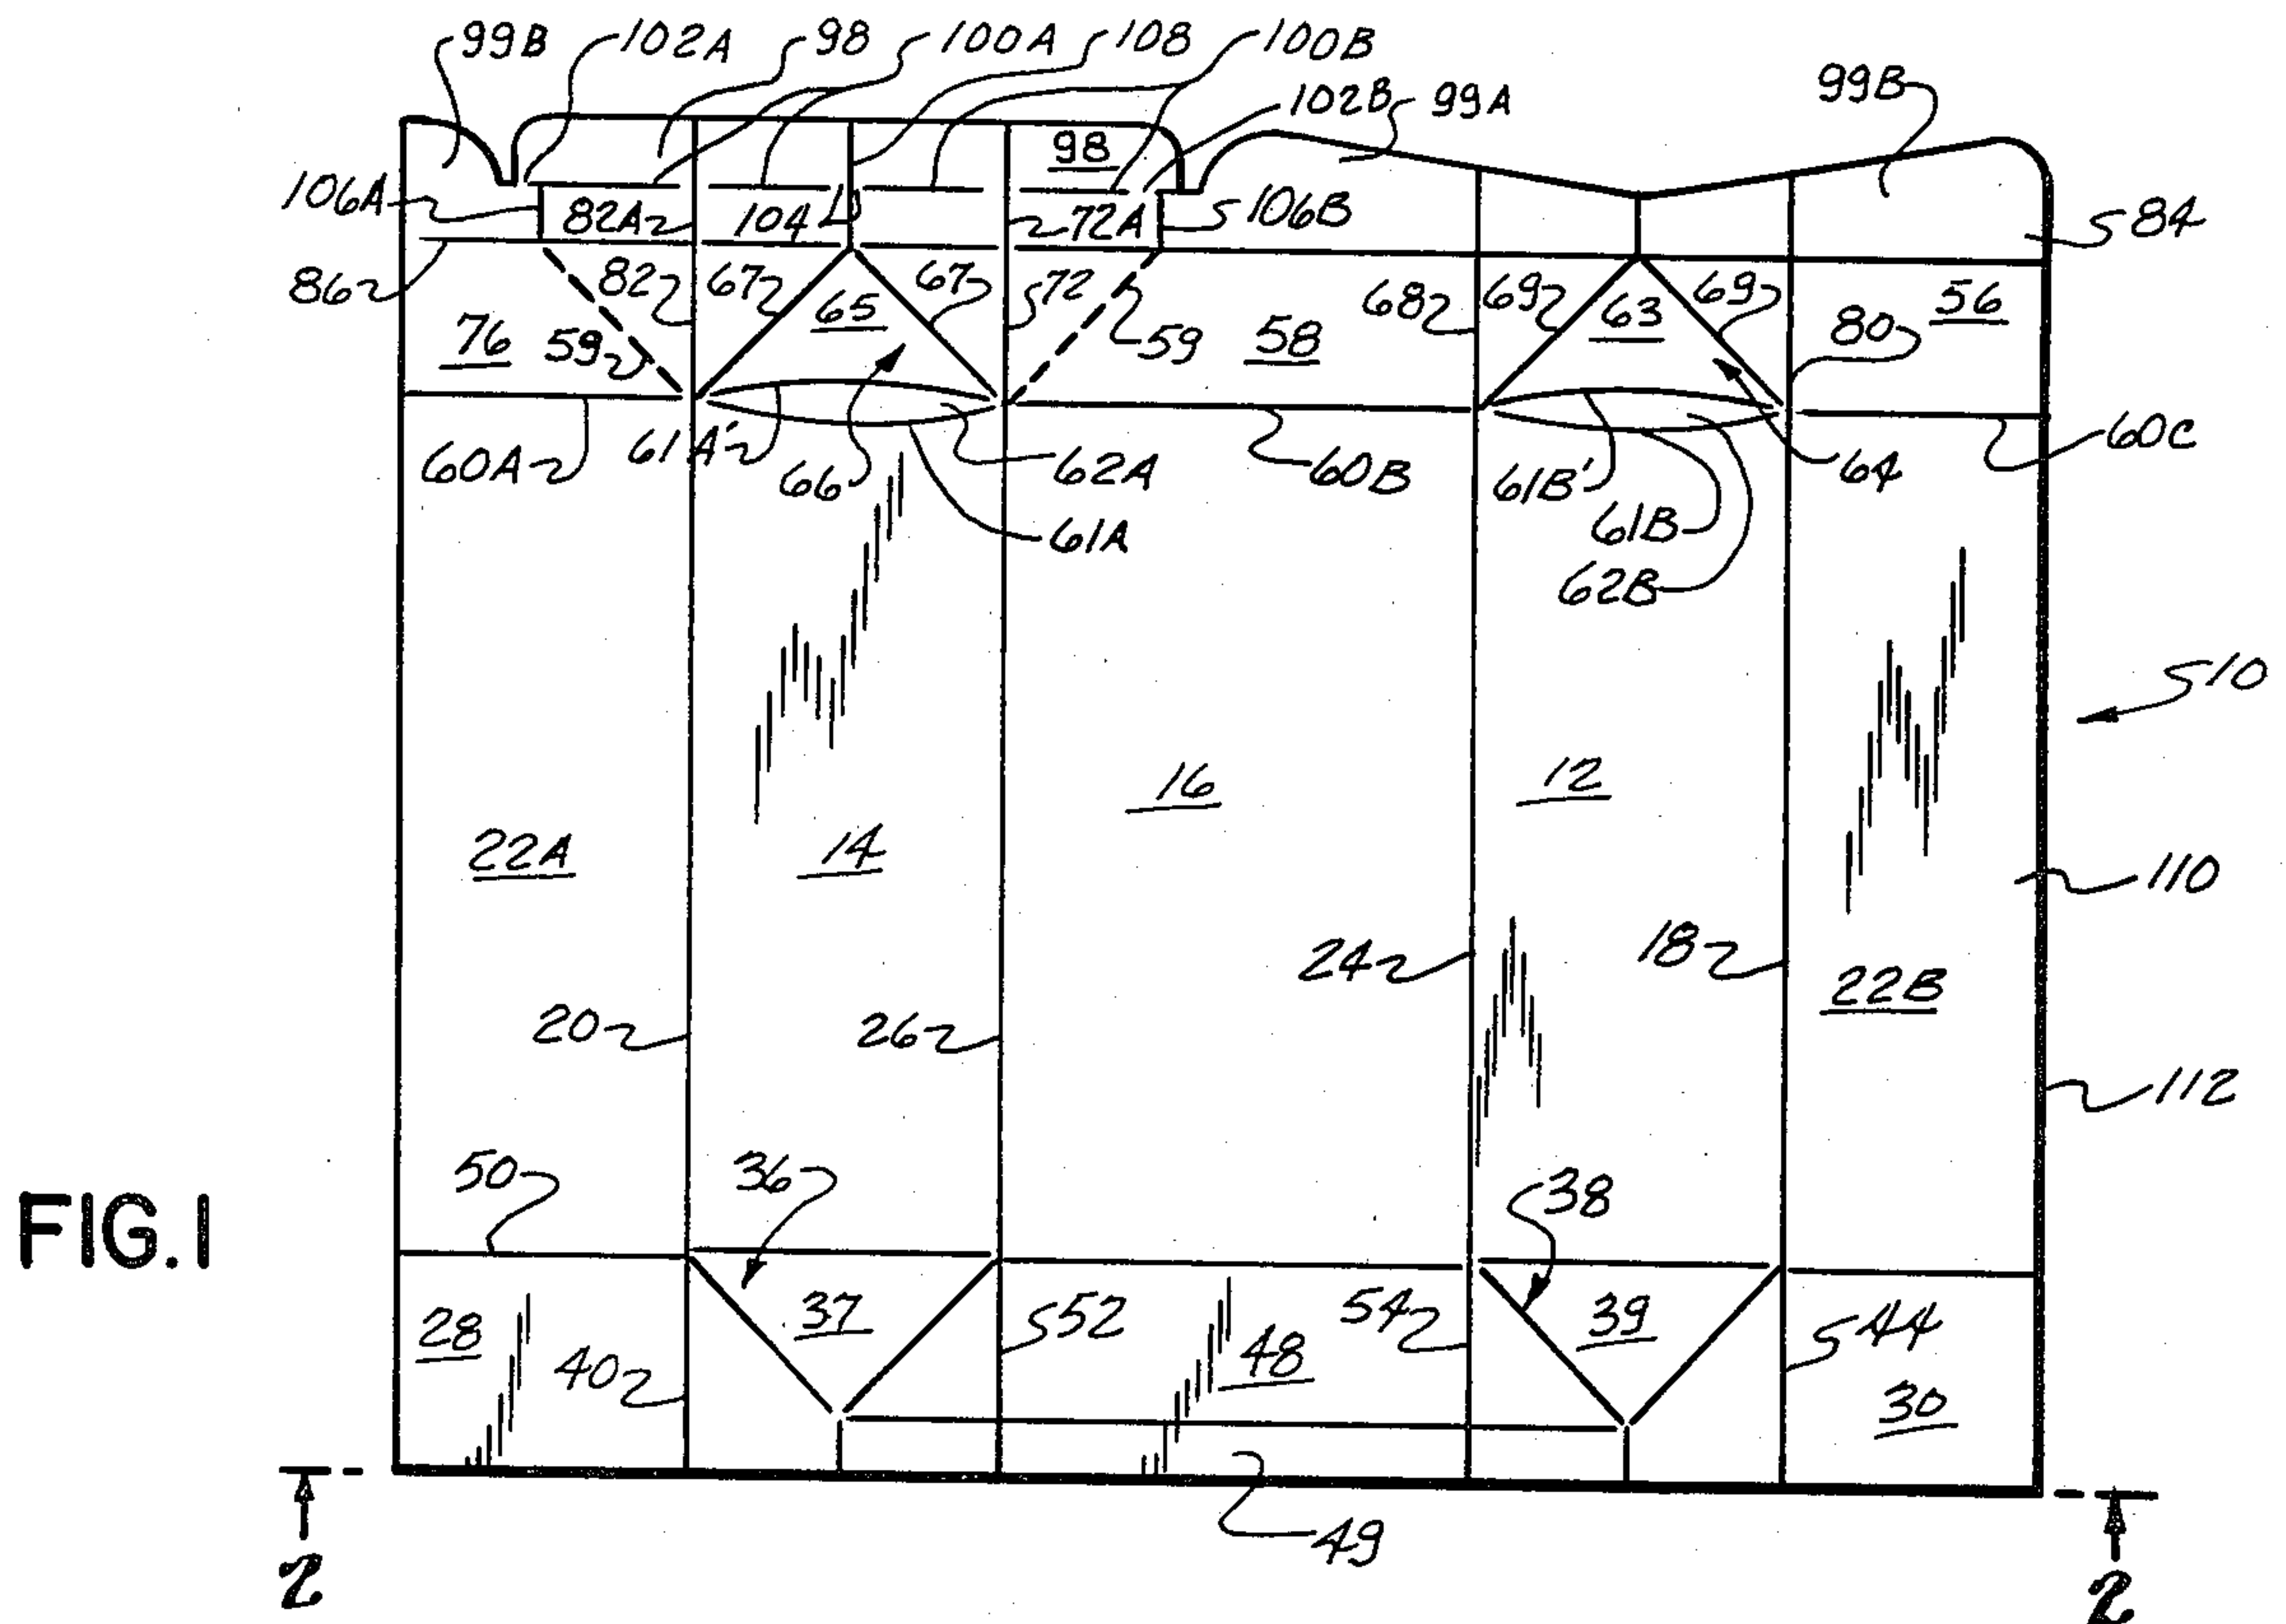 99B 102A 98 100A 108 100B
102B 99A 99B
98
106A 82A 104 72A 106B 84
86 82 67 65 67 72 68 69 63 69 56
76 59 59 58 80
60A 61A' 66 62A 60B 61B' 64 60C
61A 61B
62B
10
16 12
22A 14 110
24 18 22B
20 26
112
50 36 38
FIG.1
28 37 52 54 39 44
40 48 30
49
2 2